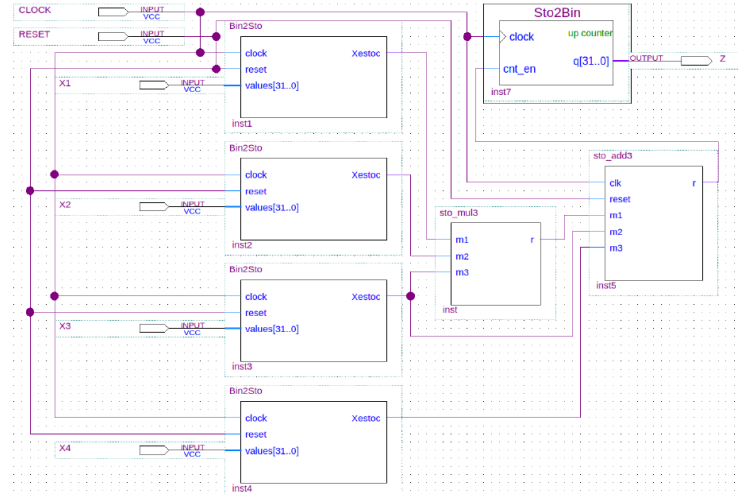 CLOCK
INPUT
VCC
RESET
INPUT
VCC
Bin2Sto
clock
reset
values[31..0]
Xestoc
inst1
X1
INPUT
VCC
Bin2Sto
clock
reset
values[31..0]
Xestoc
inst2
X2
INPUT
VCC
Bin2Sto
clock
reset
values[31..0]
Xestoc
inst3
X3
INPUT
VCC
Bin2Sto
clock
reset
values[31..0]
Xestoc
inst4
X4
INPUT
VCC
sto_mul3
m1
m2
m3
r
inst
Sto2Bin
up counter
clock
q[31..0]
cnt_en
inst7
OUTPUT
Z
sto_add3
clk
reset
m1
m2
m3
r
inst5